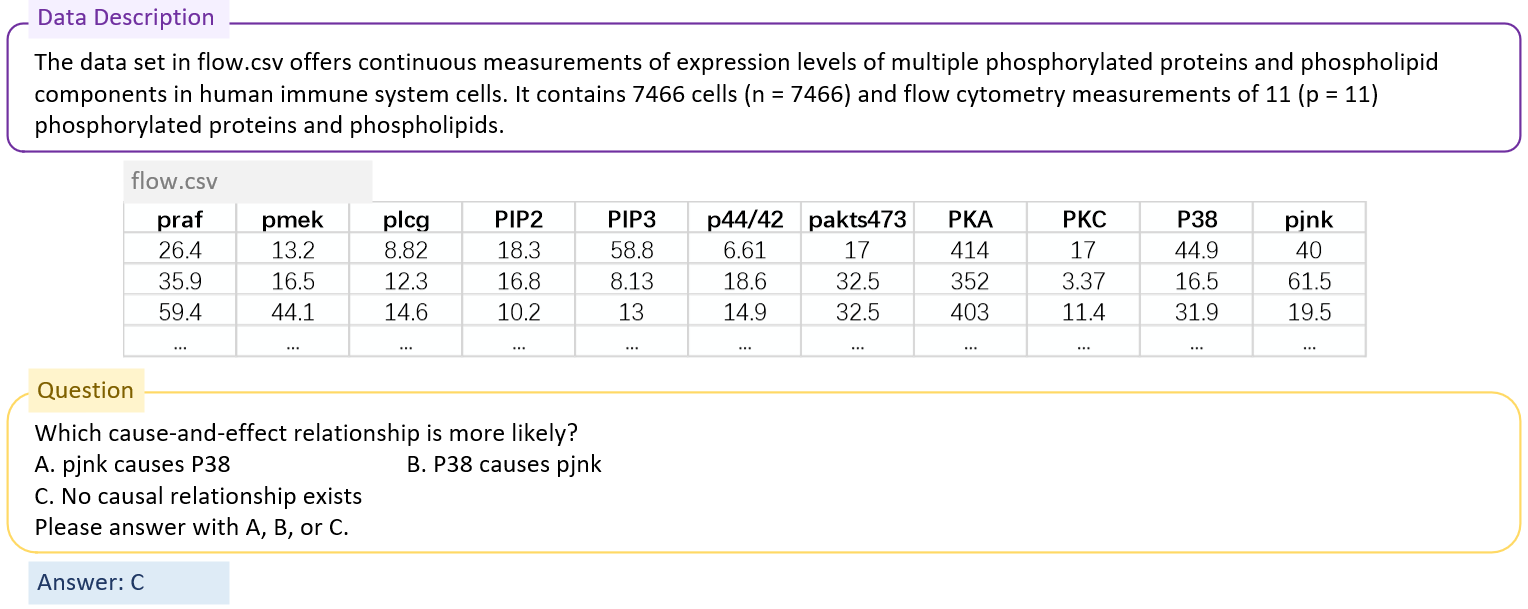 Data Description
The data set in flow.csv offers continuous measurements of expression levels of multiple phosphorylated proteins and phospholipid
components in human immune system cells. It contains 7466 cells (n = 7466) and flow cytometry measurements of 11 (p = 11)
phosphorylated proteins and phospholipids.
flow.csv
praf pmek plcg PIP2 PIP3 p44/42 pakts473 PKA PKC P38 pjnk
26.4 13.2 8.82 18.3 58.8 6.61 17 414 17 44.9 40
35.9 16.5 12.3 16.8 8.13 18.6 32.5 352 3.37 16.5 61.5
59.4 44.1 14.6 10.2 13 14.9 32.5 403 11.4 31.9 19.5
... ... ... ... ... ... ... ... ... ... ...
Question
Which cause-and-effect relationship is more likely?
A. pjnk causes P38 B. P38 causes pjnk
C. No causal relationship exists
Please answer with A, B, or C.
Answer: C